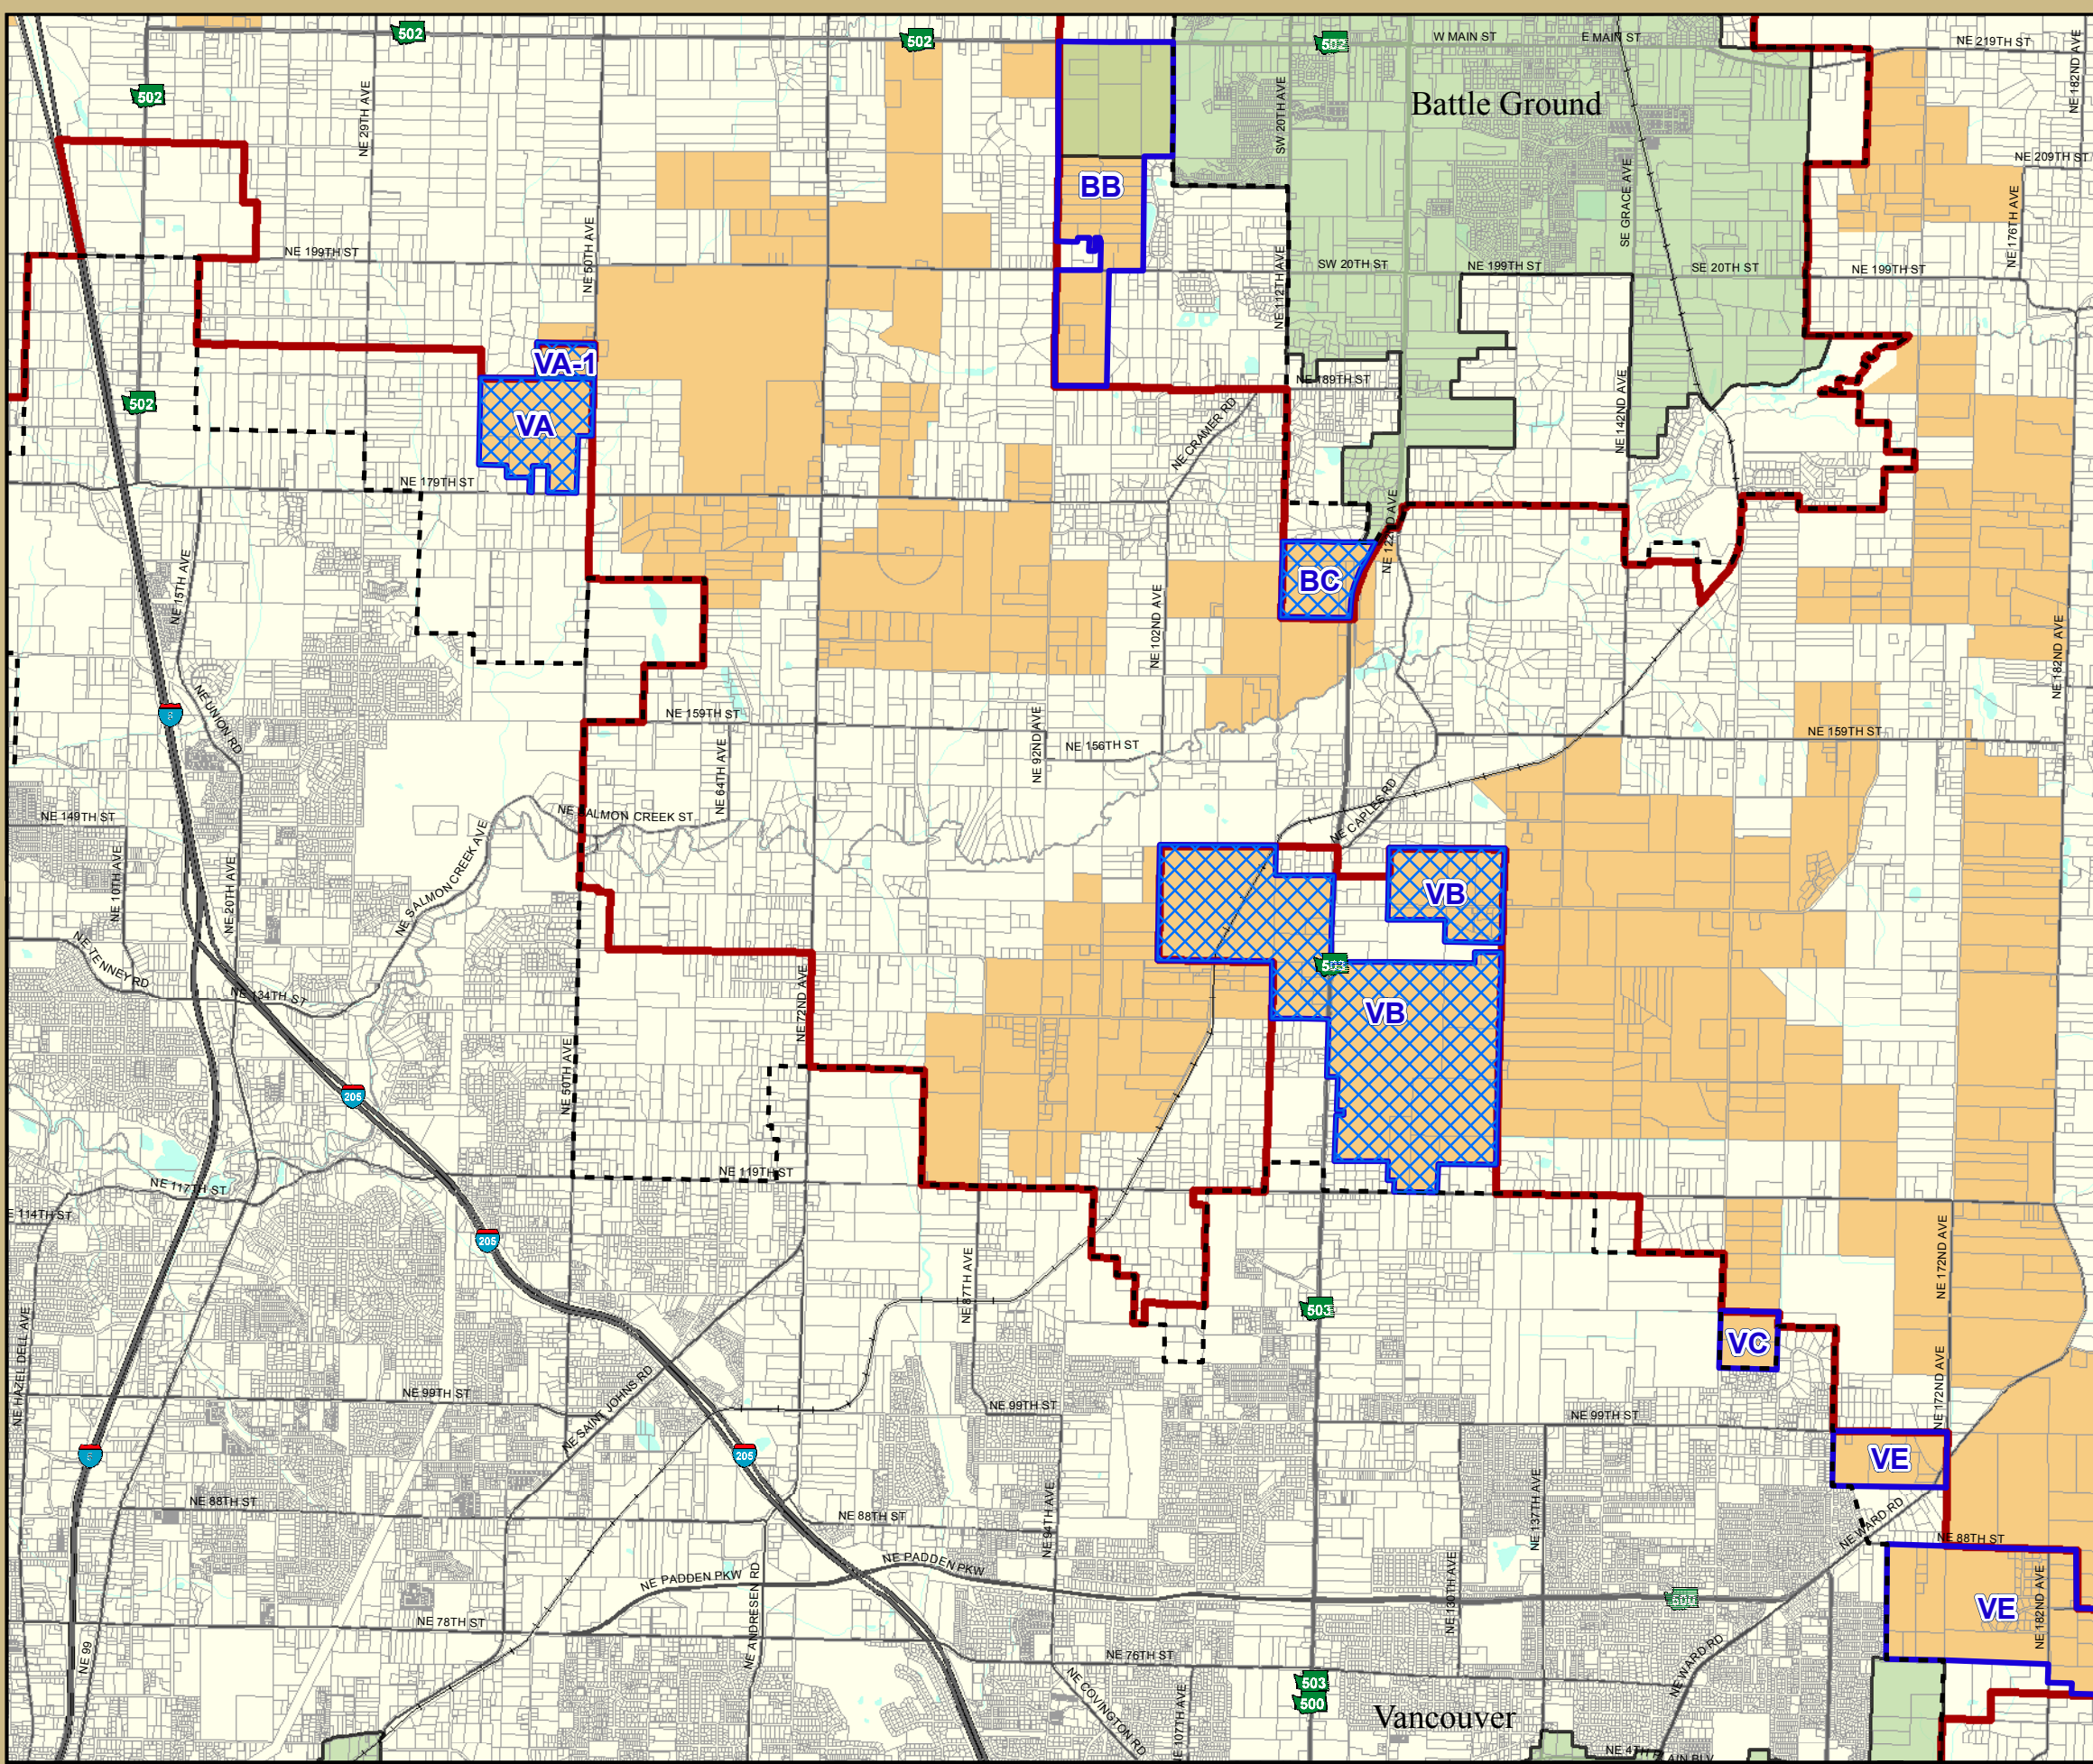 502
502
502
W MAIN ST
E MAIN ST
NE 219TH ST
NE 182ND AVE
502
NE 29TH AVE
SW 20TH AVE
Battle Ground
NE 209TH ST
SE GRACE AVE
BB
NE 176TH AVE
NE 50TH AVE
NE 199TH ST
NE 112TH AVE
SW 20TH ST
NE 199TH ST
SE 20TH ST
NE 199TH ST
VA-1
NE 189TH ST
502
VA
NE CRAMER RD
NE 142ND AVE
NE 179TH ST
NE 122ND AVE
NE 15TH AVE
BC
NE 102ND AVE
NE 182ND AVE
NE UNION RD
NE 159TH ST
NE 64TH AVE
NE 92ND AVE
NE 156TH ST
NE 159TH ST
NE 149TH ST
NE SALMON CREEK ST
NE CAPLES RD
NE 10TH AVE
NE 20TH AVE
NE SALMON CREEK AVE
VB
NE TENNEY RD
NE 134TH ST
NE 72ND AVE
503
VB
NE 50TH AVE
205
NE 119TH ST
NE 117TH ST
E 114TH ST
205
NE 87TH AVE
NE 172ND AVE
503
NE HAZEL DELL AVE
VC
NE SAINT JOHNS RD
NE 172ND AVE
NE 99TH ST
NE 99TH ST
NE 99TH ST
205
VE
NE 88TH ST
NE 88TH ST
NE 94TH AVE
NE 137TH AVE
NE WARD RD
NE 88TH ST
NE PADDEN PKW
NE PADDEN PKW
NE ANDRESEN RD
NE 130TH AVE
500
NE 182ND AVE
VE
NE 78TH ST
NE 99
NE 76TH ST
NE COVINGTON RD
NE 107TH AVE
503
500
NE WARD RD
Vancouver
NE 4TH PLAIN BLV